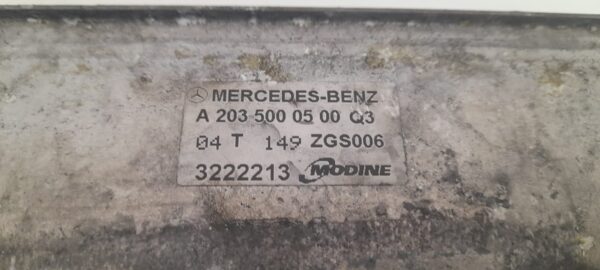 MERCEDES-BENZ
A 203 500 05 00 Q3
04 T 149 ZGS006
3222213 MODINE